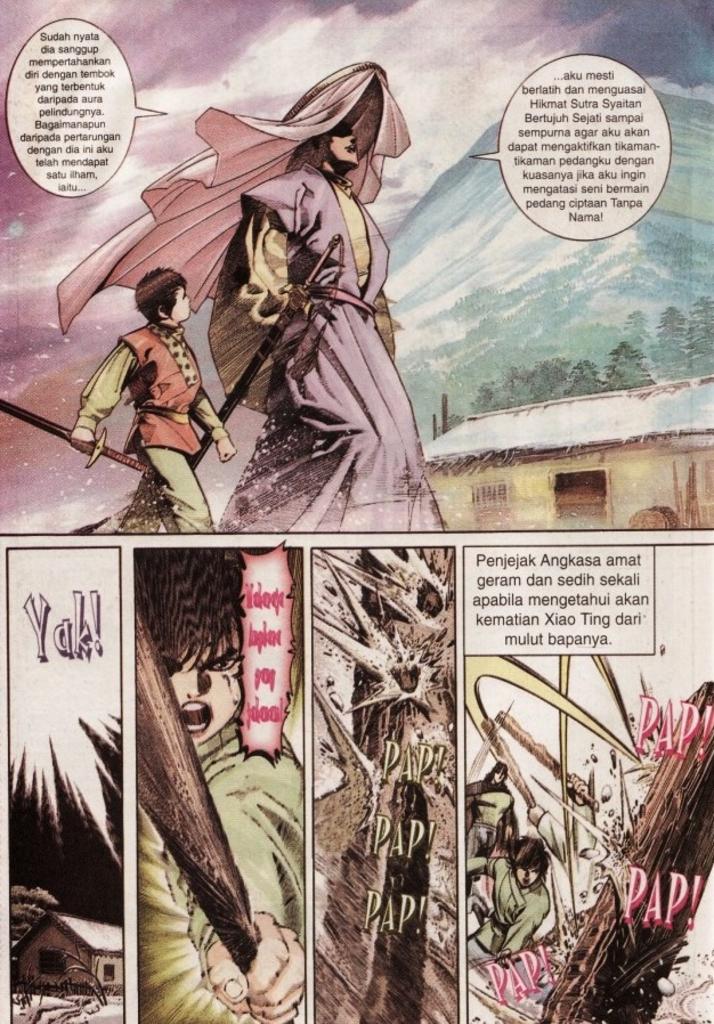 Sudah nyata
dia sanggup
mempertahankan
diri dengan tembok
yang terbentuk
daripada aura
pelindungnya.
Bagaimanapun
daripada pertarungan
dengan dia ini aku
telah mendapat
satu ilham,
iaitu...
...aku mesti
berlatih dan menguasai
Hikmat Sutra Syaitan
Bertujuh Sejati sampai
sempurna agar aku akan
dapat mengaktifkan tikaman-
tikaman pedangku dengan
kuasanya jika aku ingin
mengatasi seni bermain
pedang ciptaan Tanpa
Nama!
Yak!
yang
PAP!
PAP!
PAP!
Penjejak Angkasa amat
geram dan sedih sekali
apabila mengetahui akan
kematian Xiao Ting dari
mulut bapanya.
PAP!
PAP!
PAP!